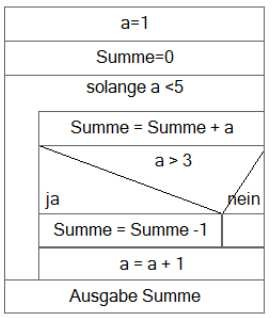 a=1
Summe=0
solange a <5
Summe = Summe + a
a > 3
ja
nein
Summe = Summe -1
a = a + 1
Ausgabe Summe